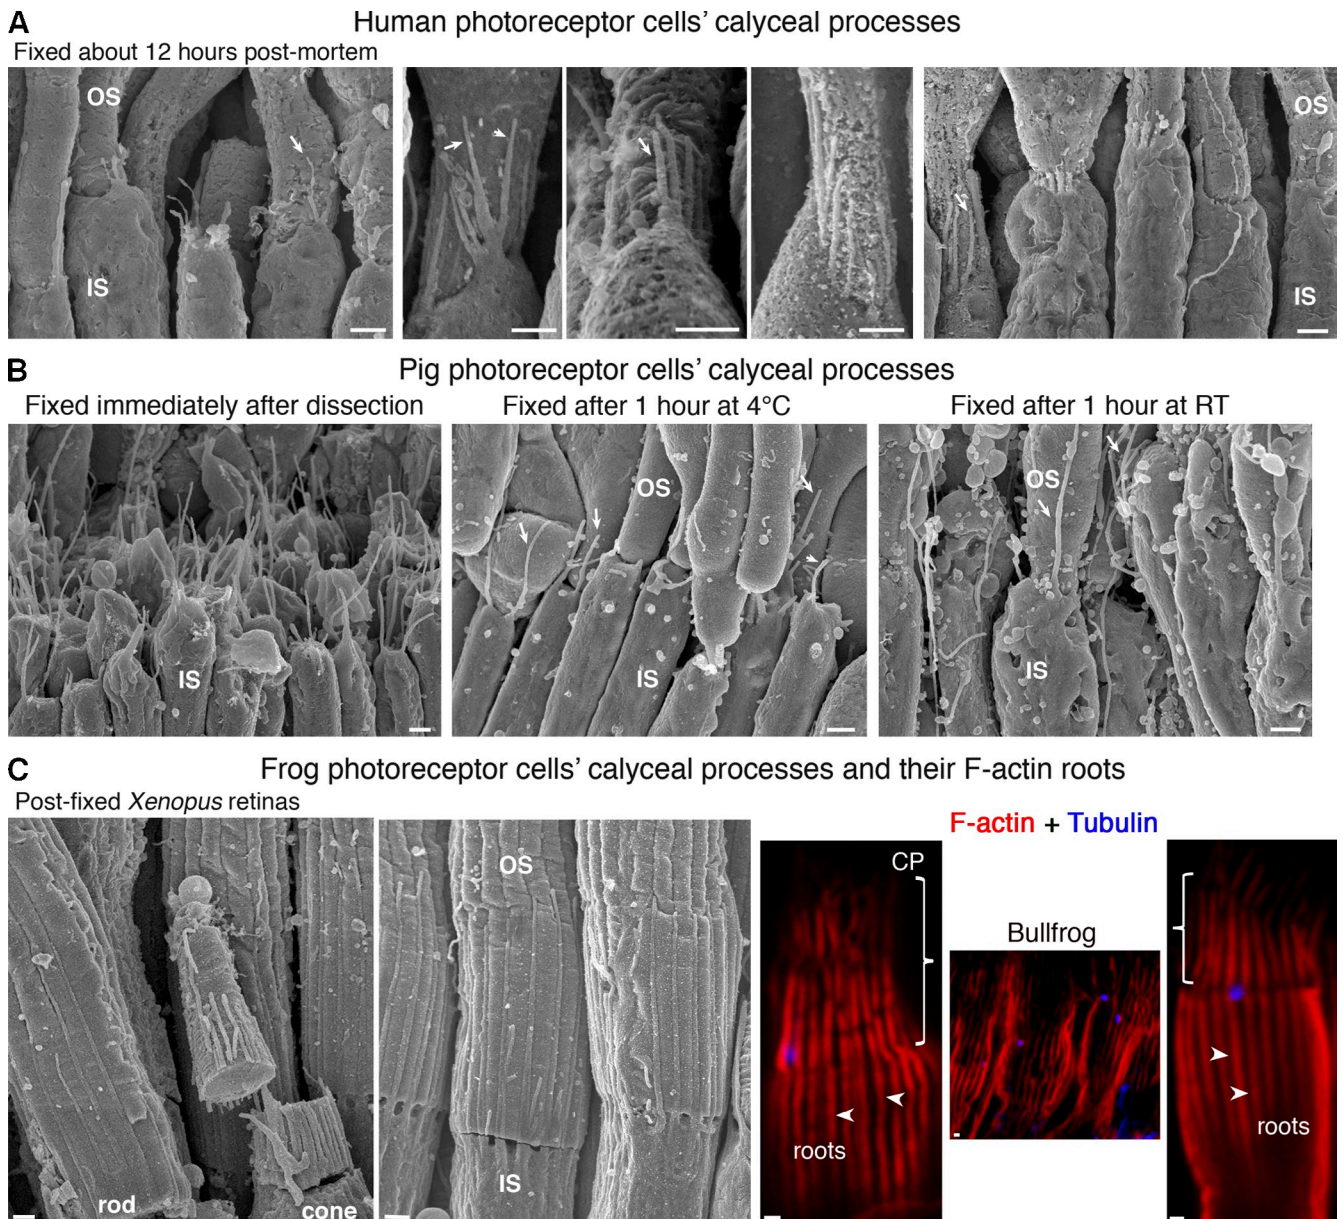 A
Human photoreceptor cells’ calyceal processes
Fixed about 12 hours post-mortem
OS
IS
OS
IS
B
Pig photoreceptor cells’ calyceal processes
Fixed immediately after dissection
Fixed after 1 hour at 4°C
Fixed after 1 hour at RT
IS
OS
IS
OS
IS
C
Frog photoreceptor cells’ calyceal processes and their F-actin roots
Post-fixed Xenopus retinas
rod
cone
OS
IS
F-actin + Tubulin
CP
roots
Bullfrog
roots